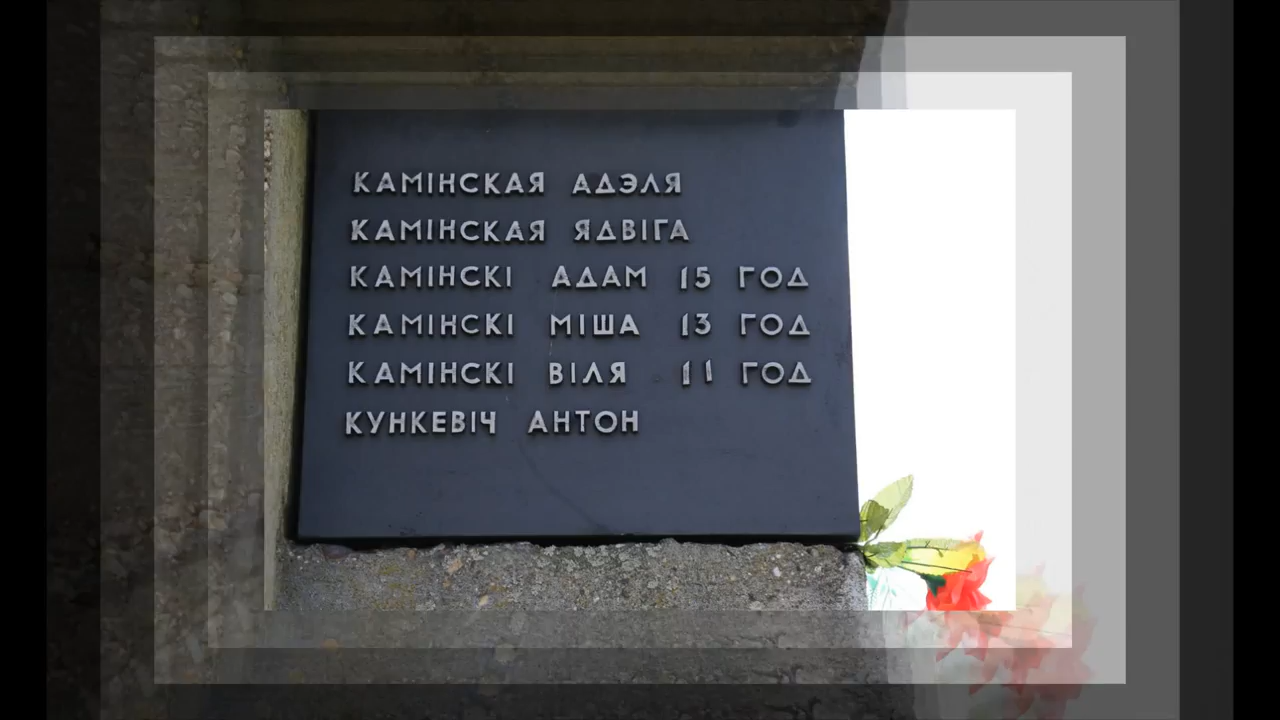 КАМІНСКАЯ АДЭЛЯ
КАМІНСКАЯ ЯДВІГА
КАМІНСКІ АДАМ 15 ГОД
КАМІНСКІ МІША 13 ГОД
КАМІНСКІ ВІЛЯ 11 ГОД
КУНКЕВІЧ АНТОН